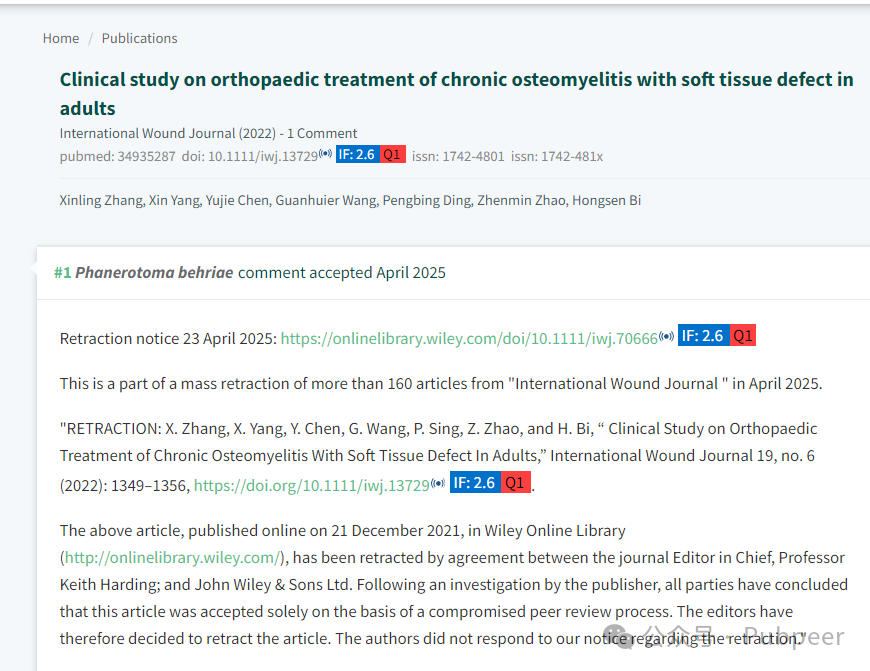 Home / Publications
Clinical study on orthopaedic treatment of chronic osteomyelitis with soft tissue defect in
adults
International Wound Journal (2022) - 1 Comment
pubmed: 34935287 doi: 10.1111/iwj.13729 IF: 2.6 Q1 issn: 1742-4801 issn: 1742-481x
Xinling Zhang, Xin Yang, Yujie Chen, Guanhuier Wang, Pengbing Ding, Zhenmin Zhao, Hongsen Bi
#1 Phanerotoma behriae comment accepted April 2025
Retraction notice 23 April 2025: https://onlinelibrary.wiley.com/doi/10.1111/iwj.70666 IF: 2.6 Q1
This is a part of a mass retraction of more than 160 articles from "International Wound Journal " in April 2025.
"RETRACTION: X. Zhang, X. Yang, Y. Chen, G. Wang, P. Sing, Z. Zhao, and H. Bi, “ Clinical Study on Orthopaedic
Treatment of Chronic Osteomyelitis With Soft Tissue Defect In Adults,” International Wound Journal 19, no. 6
(2022): 1349–1356, https://doi.org/10.1111/iwj.13729 IF: 2.6 Q1 .
The above article, published online on 21 December 2021, in Wiley Online Library
(http://onlinelibrary.wiley.com/), has been retracted by agreement between the journal Editor in Chief, Professor
Keith Harding; and John Wiley & Sons Ltd. Following an investigation by the publisher, all parties have concluded
that this article was accepted solely on the basis of a compromised peer review process. The editors have
therefore decided to retract the article. The authors did not respond to our notice regarding the retraction."
公众号 · Pubpeer